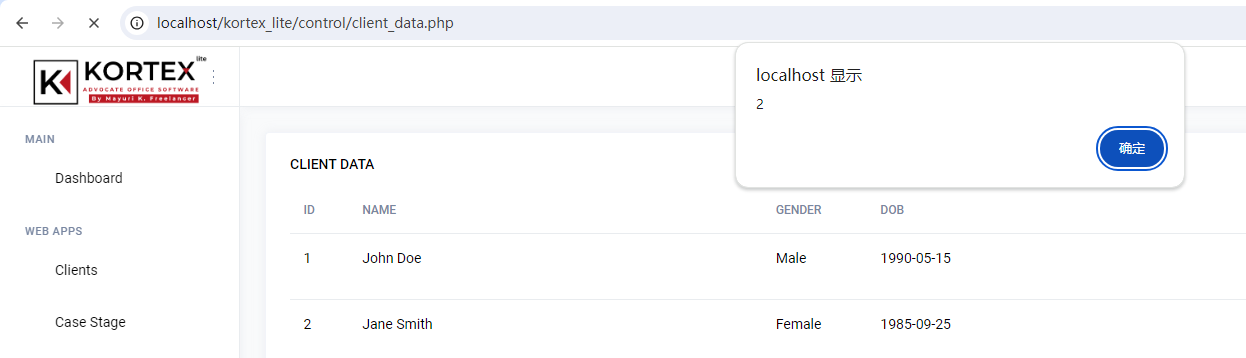 localhost/kortex_lite/control/client_data.php
KORTEX lite
ADVOCATE OFFICE SOFTWARE
By Mayuri K. Freelancer
localhost 显示
2
确定
MAIN
Dashboard
WEB APPS
Clients
Case Stage
CLIENT DATA
ID NAME GENDER DOB
1 John Doe Male 1990-05-15
2 Jane Smith Female 1985-09-25